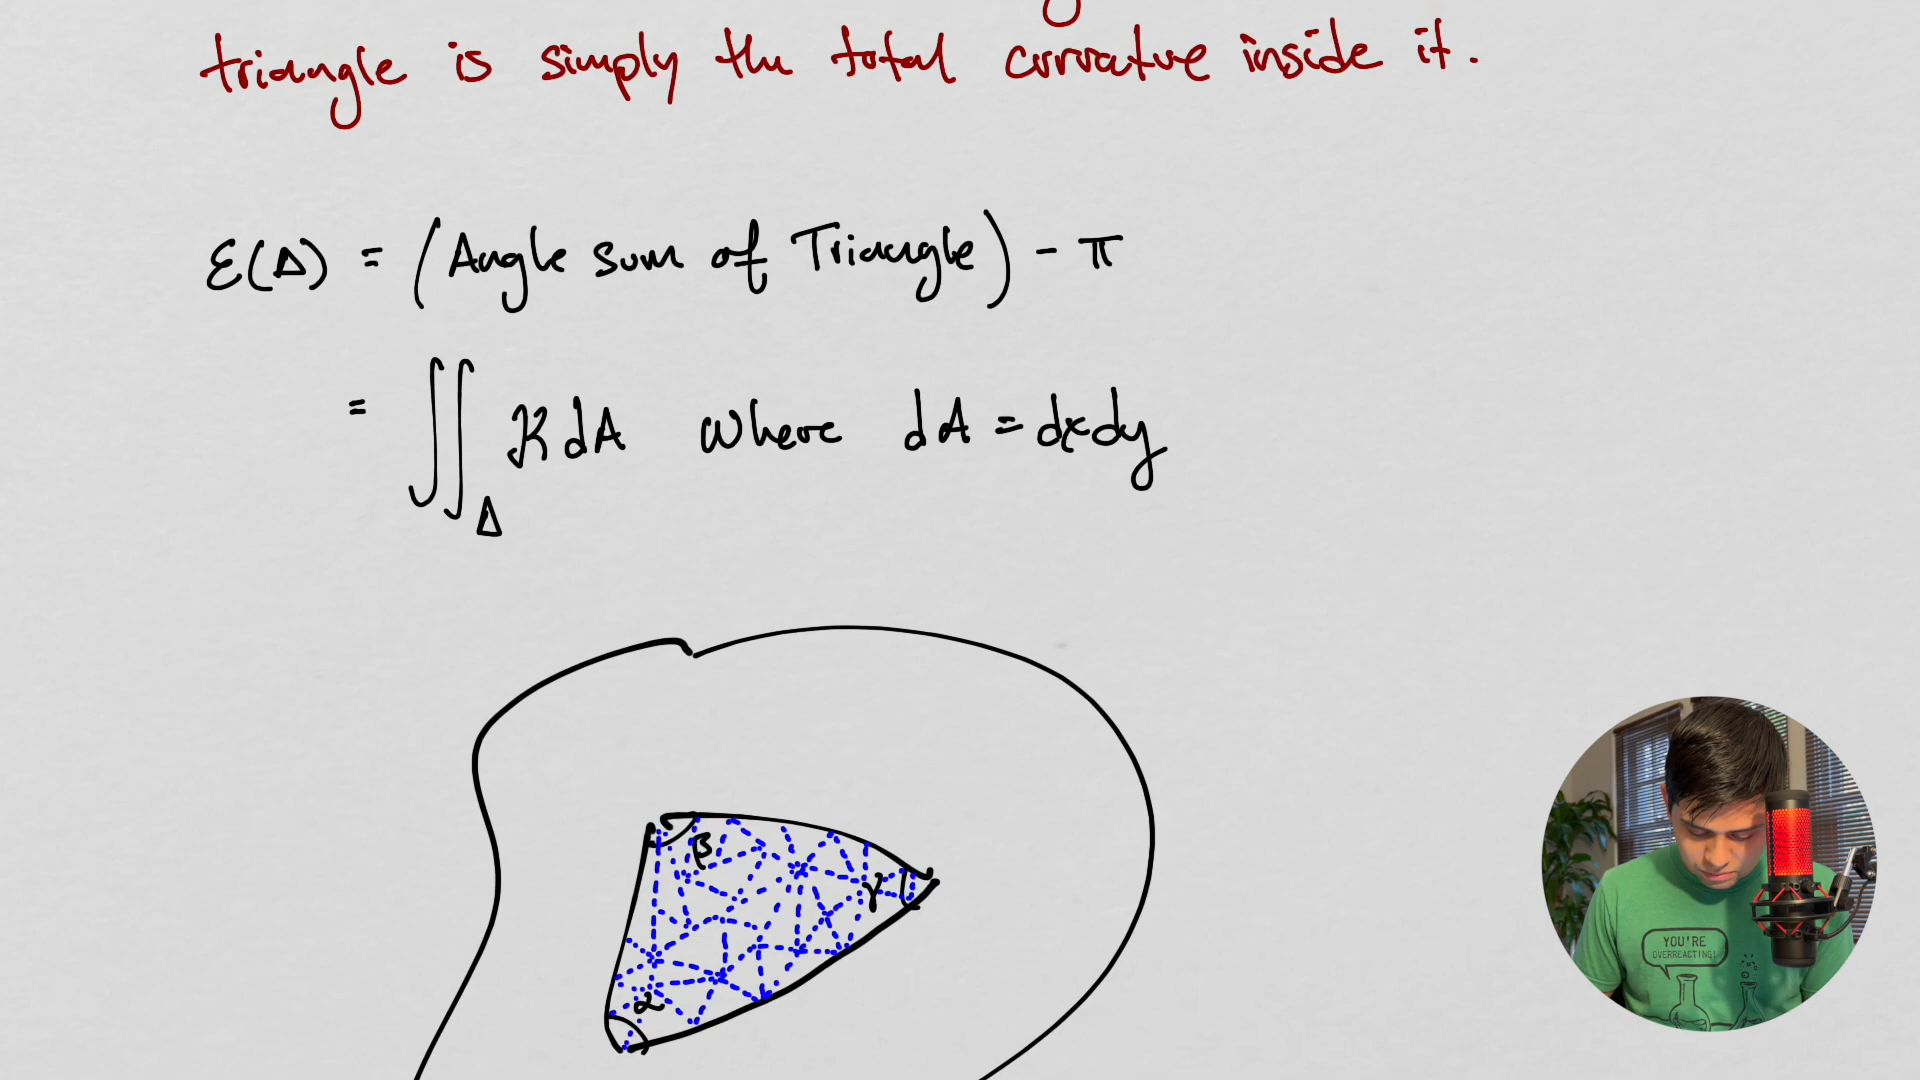 triangle is simply the total curvature inside it.
ℰ(Δ) = (Angle sum of Triangle) - π
= ∬_Δ 𝒦 dA where dA = dxdy
β
γ
α
YOU'RE
OVERREACTING!